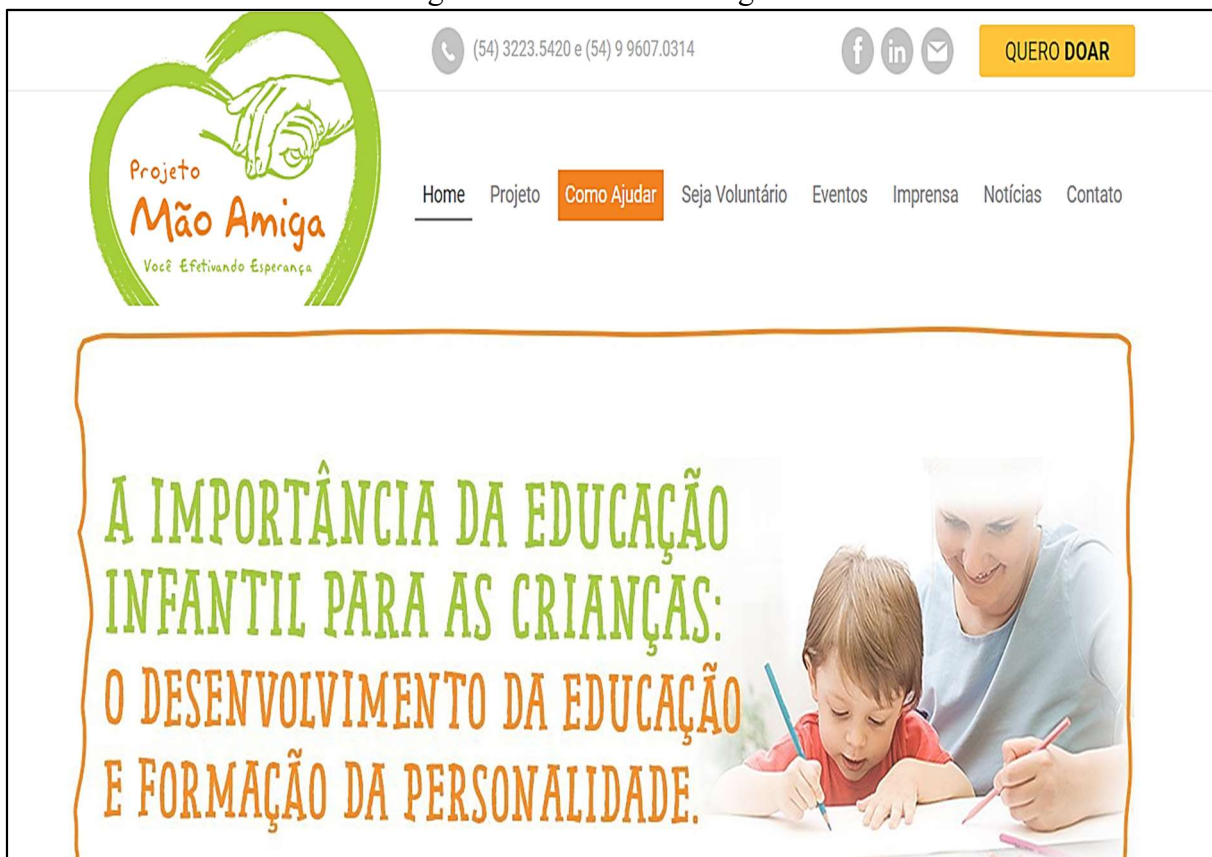 (54) 3223.5420 e (54) 9 9607.0314
f
in
QUERO DOAR
Projeto
Mão Amiga
Você Efetivando Esperança
Home Projeto Como Ajudar Seja Voluntário Eventos Imprensa Notícias Contato
A IMPORTÂNCIA DA EDUCAÇÃO
INFANTIL PARA AS CRIANÇAS:
O DESENVOLVIMENTO DA EDUCAÇÃO
E FORMAÇÃO DA PERSONALIDADE.